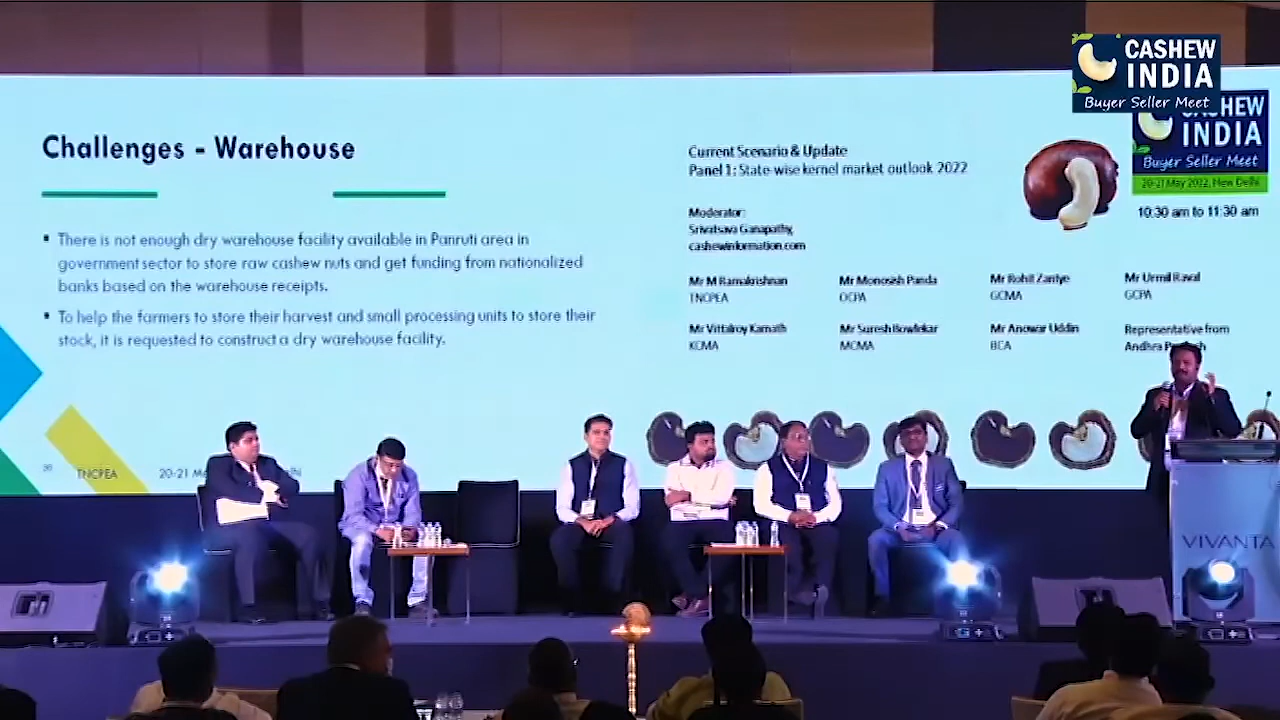 CASHEW
INDIA
Buyer Seller Meet
HEW
INDIA
Buyer Seller Meet
20-21 May 2022, New Delhi
10:30 am to 11:30 am
Challenges - Warehouse
▪ There is not enough dry warehouse facility available in Panruti area in
government sector to store raw cashew nuts and get funding from nationalized
banks based on the warehouse receipts.
▪ To help the farmers to store their harvest and small processing units to store their
stock, it is requested to construct a dry warehouse facility.
TNCPEA 20-21 Ma lhi
Current Scenario & Update
Panel 1: State-wise kernel market outlook 2022
Moderator:
Srivatsava Ganapathy,
cashewinformation.com
Mr M Ramakrishnan
TNCPEA
Mr Monosish Panda
OCPA
Mr Rohit Zantye
GCMA
Mr Urmil Raval
GCPA
Mr Vittalroy Kamath
KCMA
Mr Suresh Bowlekar
MCMA
Mr Anowar Uddin
BCA
Representative from
Andhra
VIVANTA